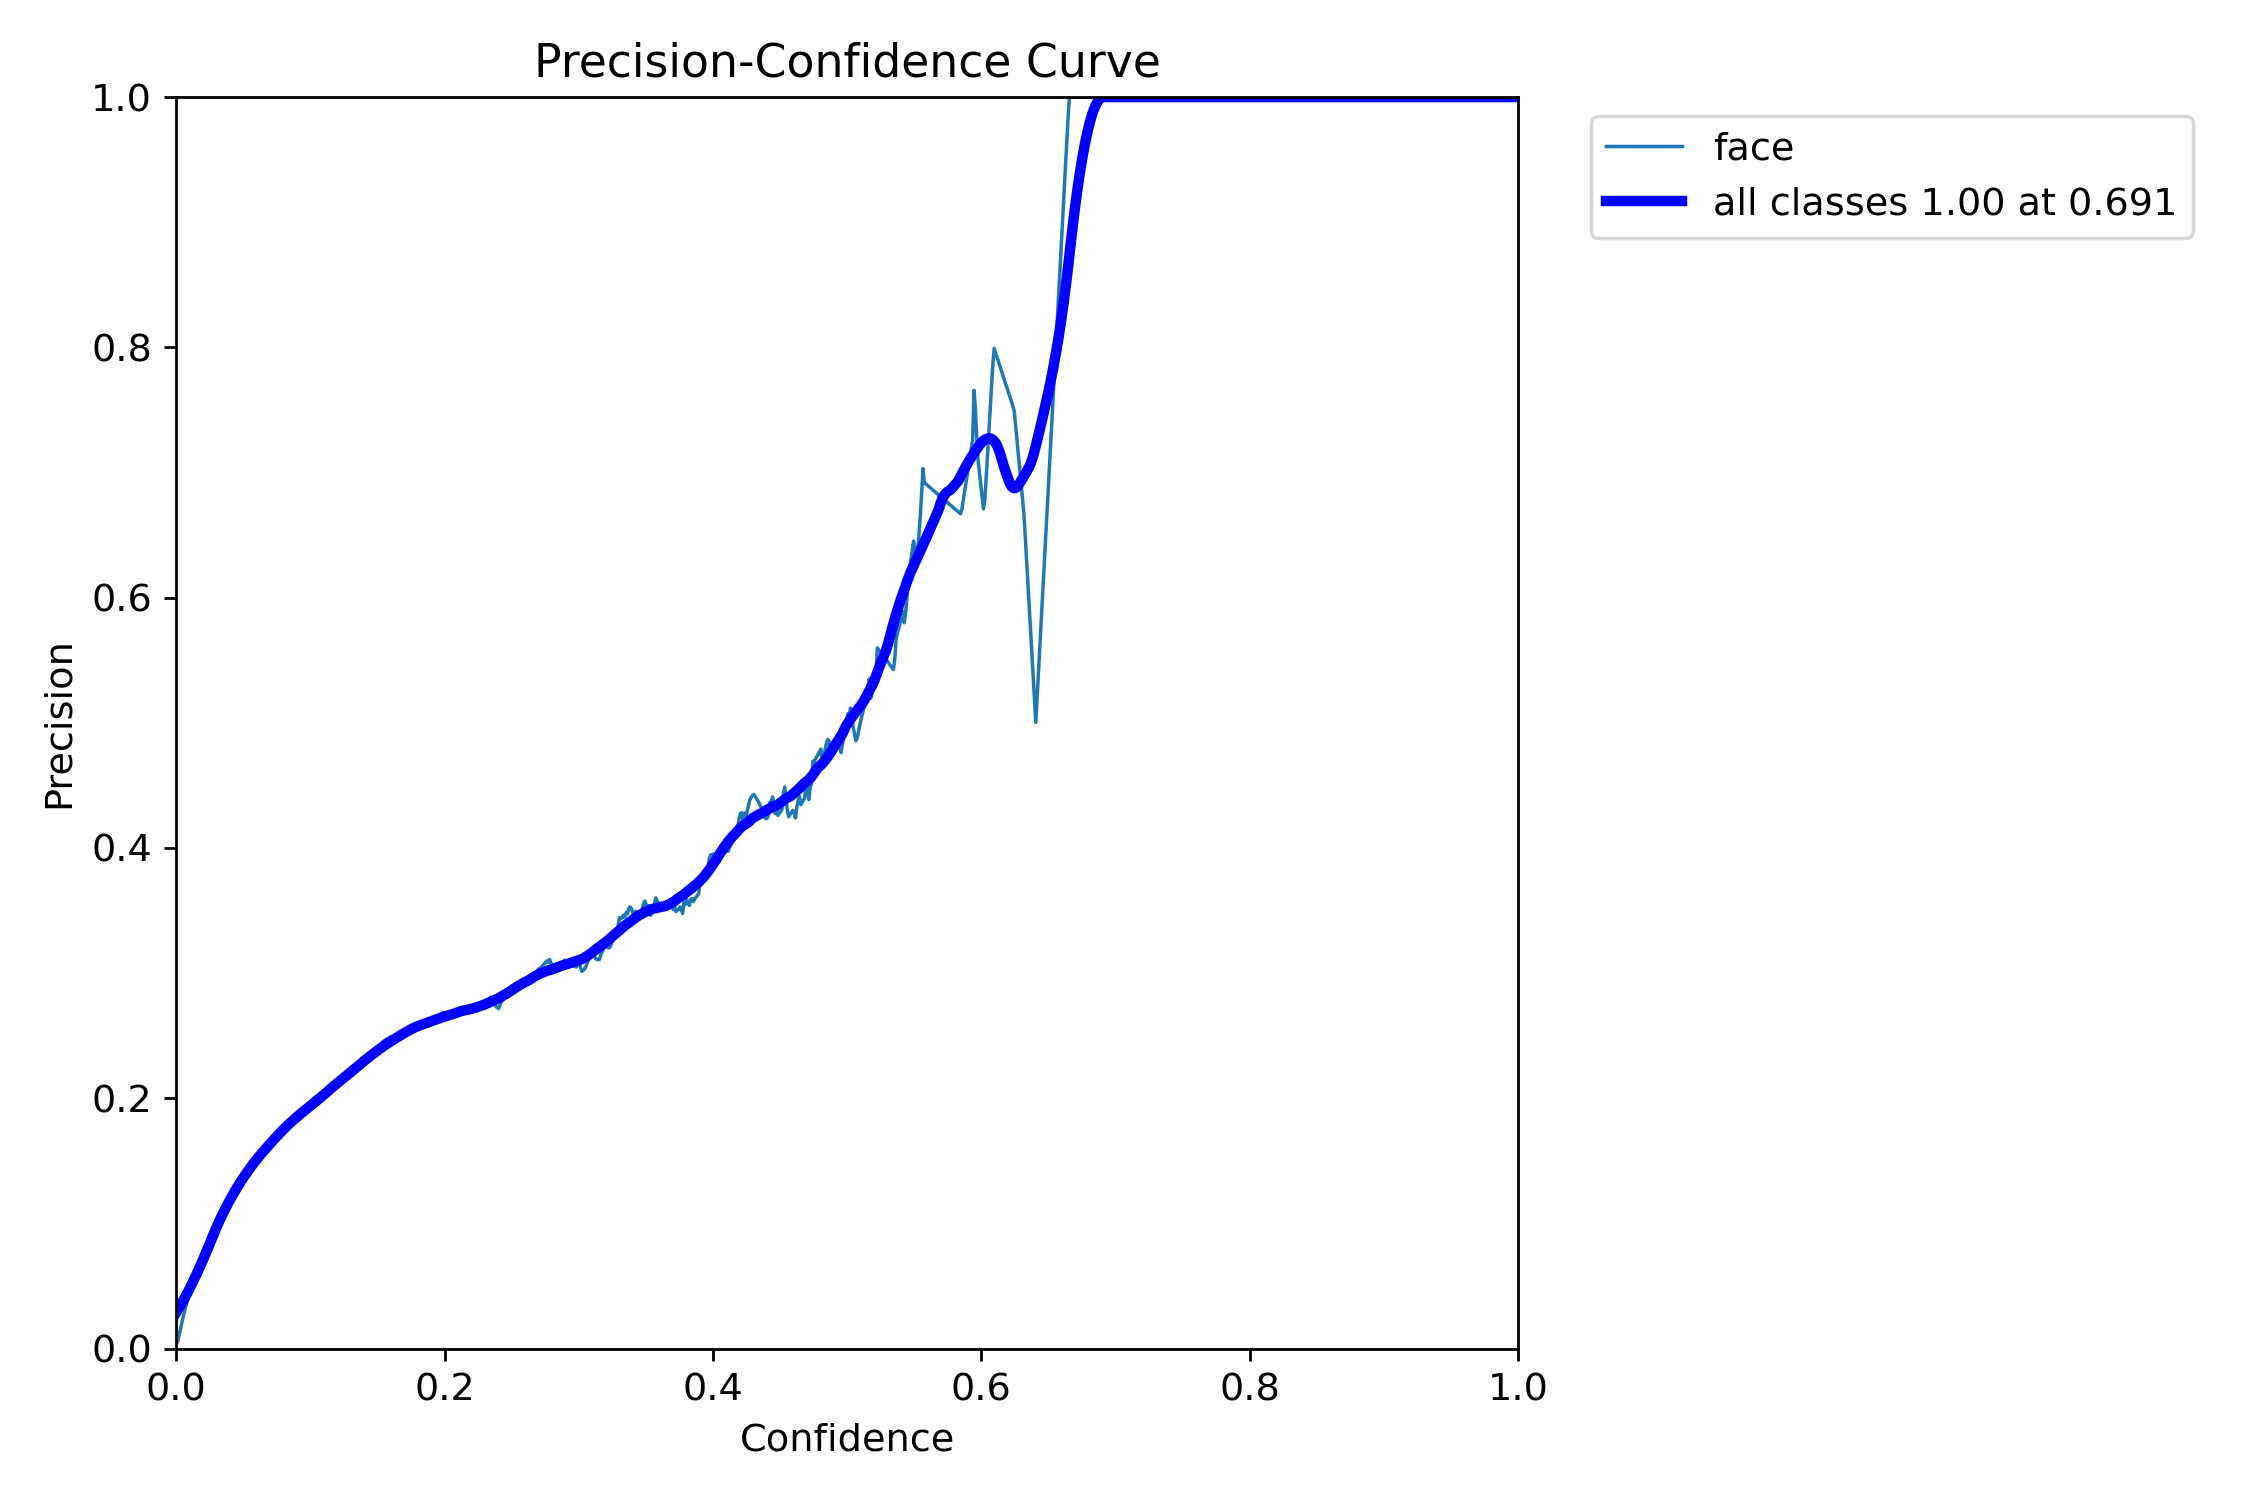 Precision-Confidence Curve
1.0
0.8
0.6
0.4
0.2
0.0
Precision
0.0 0.2 0.4 0.6 0.8 1.0
Confidence
face
all classes 1.00 at 0.691